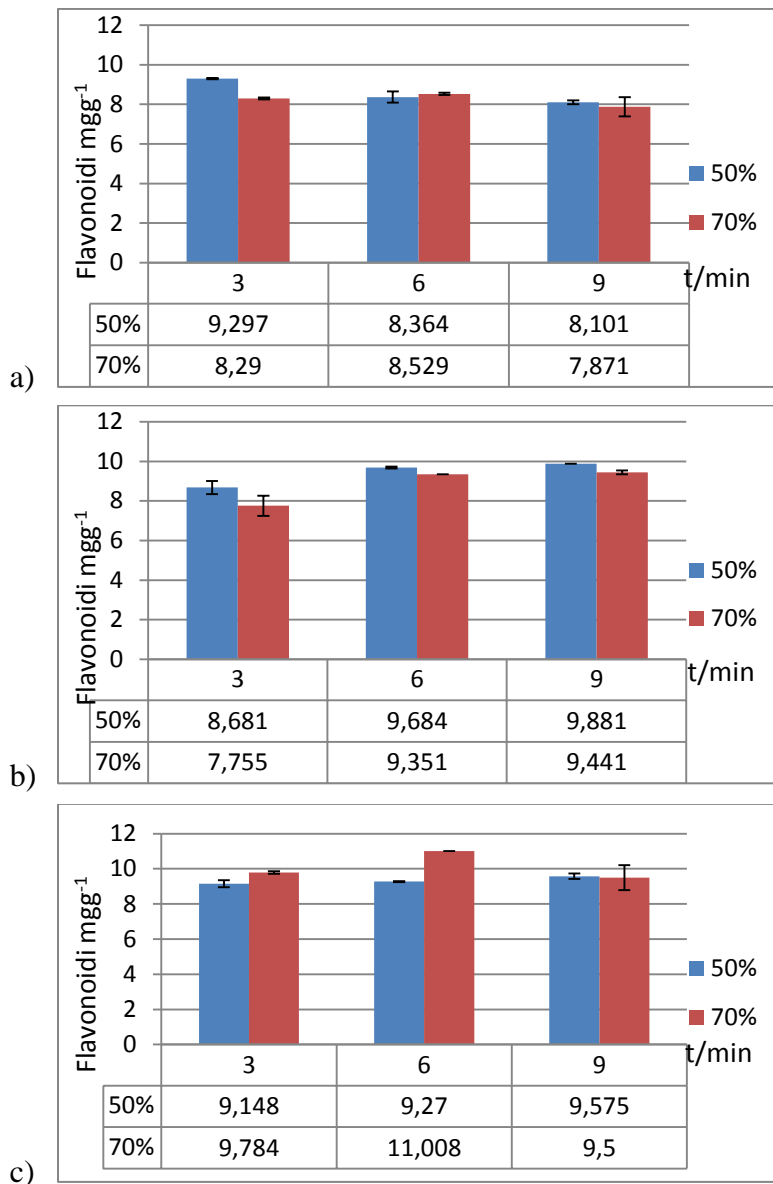 12
10
8
6
4
2
0
Flavonoidi mgg⁻¹
50%
70%
3 6 9 t/min
50% 9,297 8,364 8,101
70% 8,29 8,529 7,871
a)
12
10
8
6
4
2
0
Flavonoidi mgg⁻¹
50%
70%
3 6 9 t/min
50% 8,681 9,684 9,881
70% 7,755 9,351 9,441
b)
12
10
8
6
4
2
0
Flavonoidi mgg⁻¹
50%
70%
3 6 9 t/min
50% 9,148 9,27 9,575
70% 9,784 11,008 9,5
c)